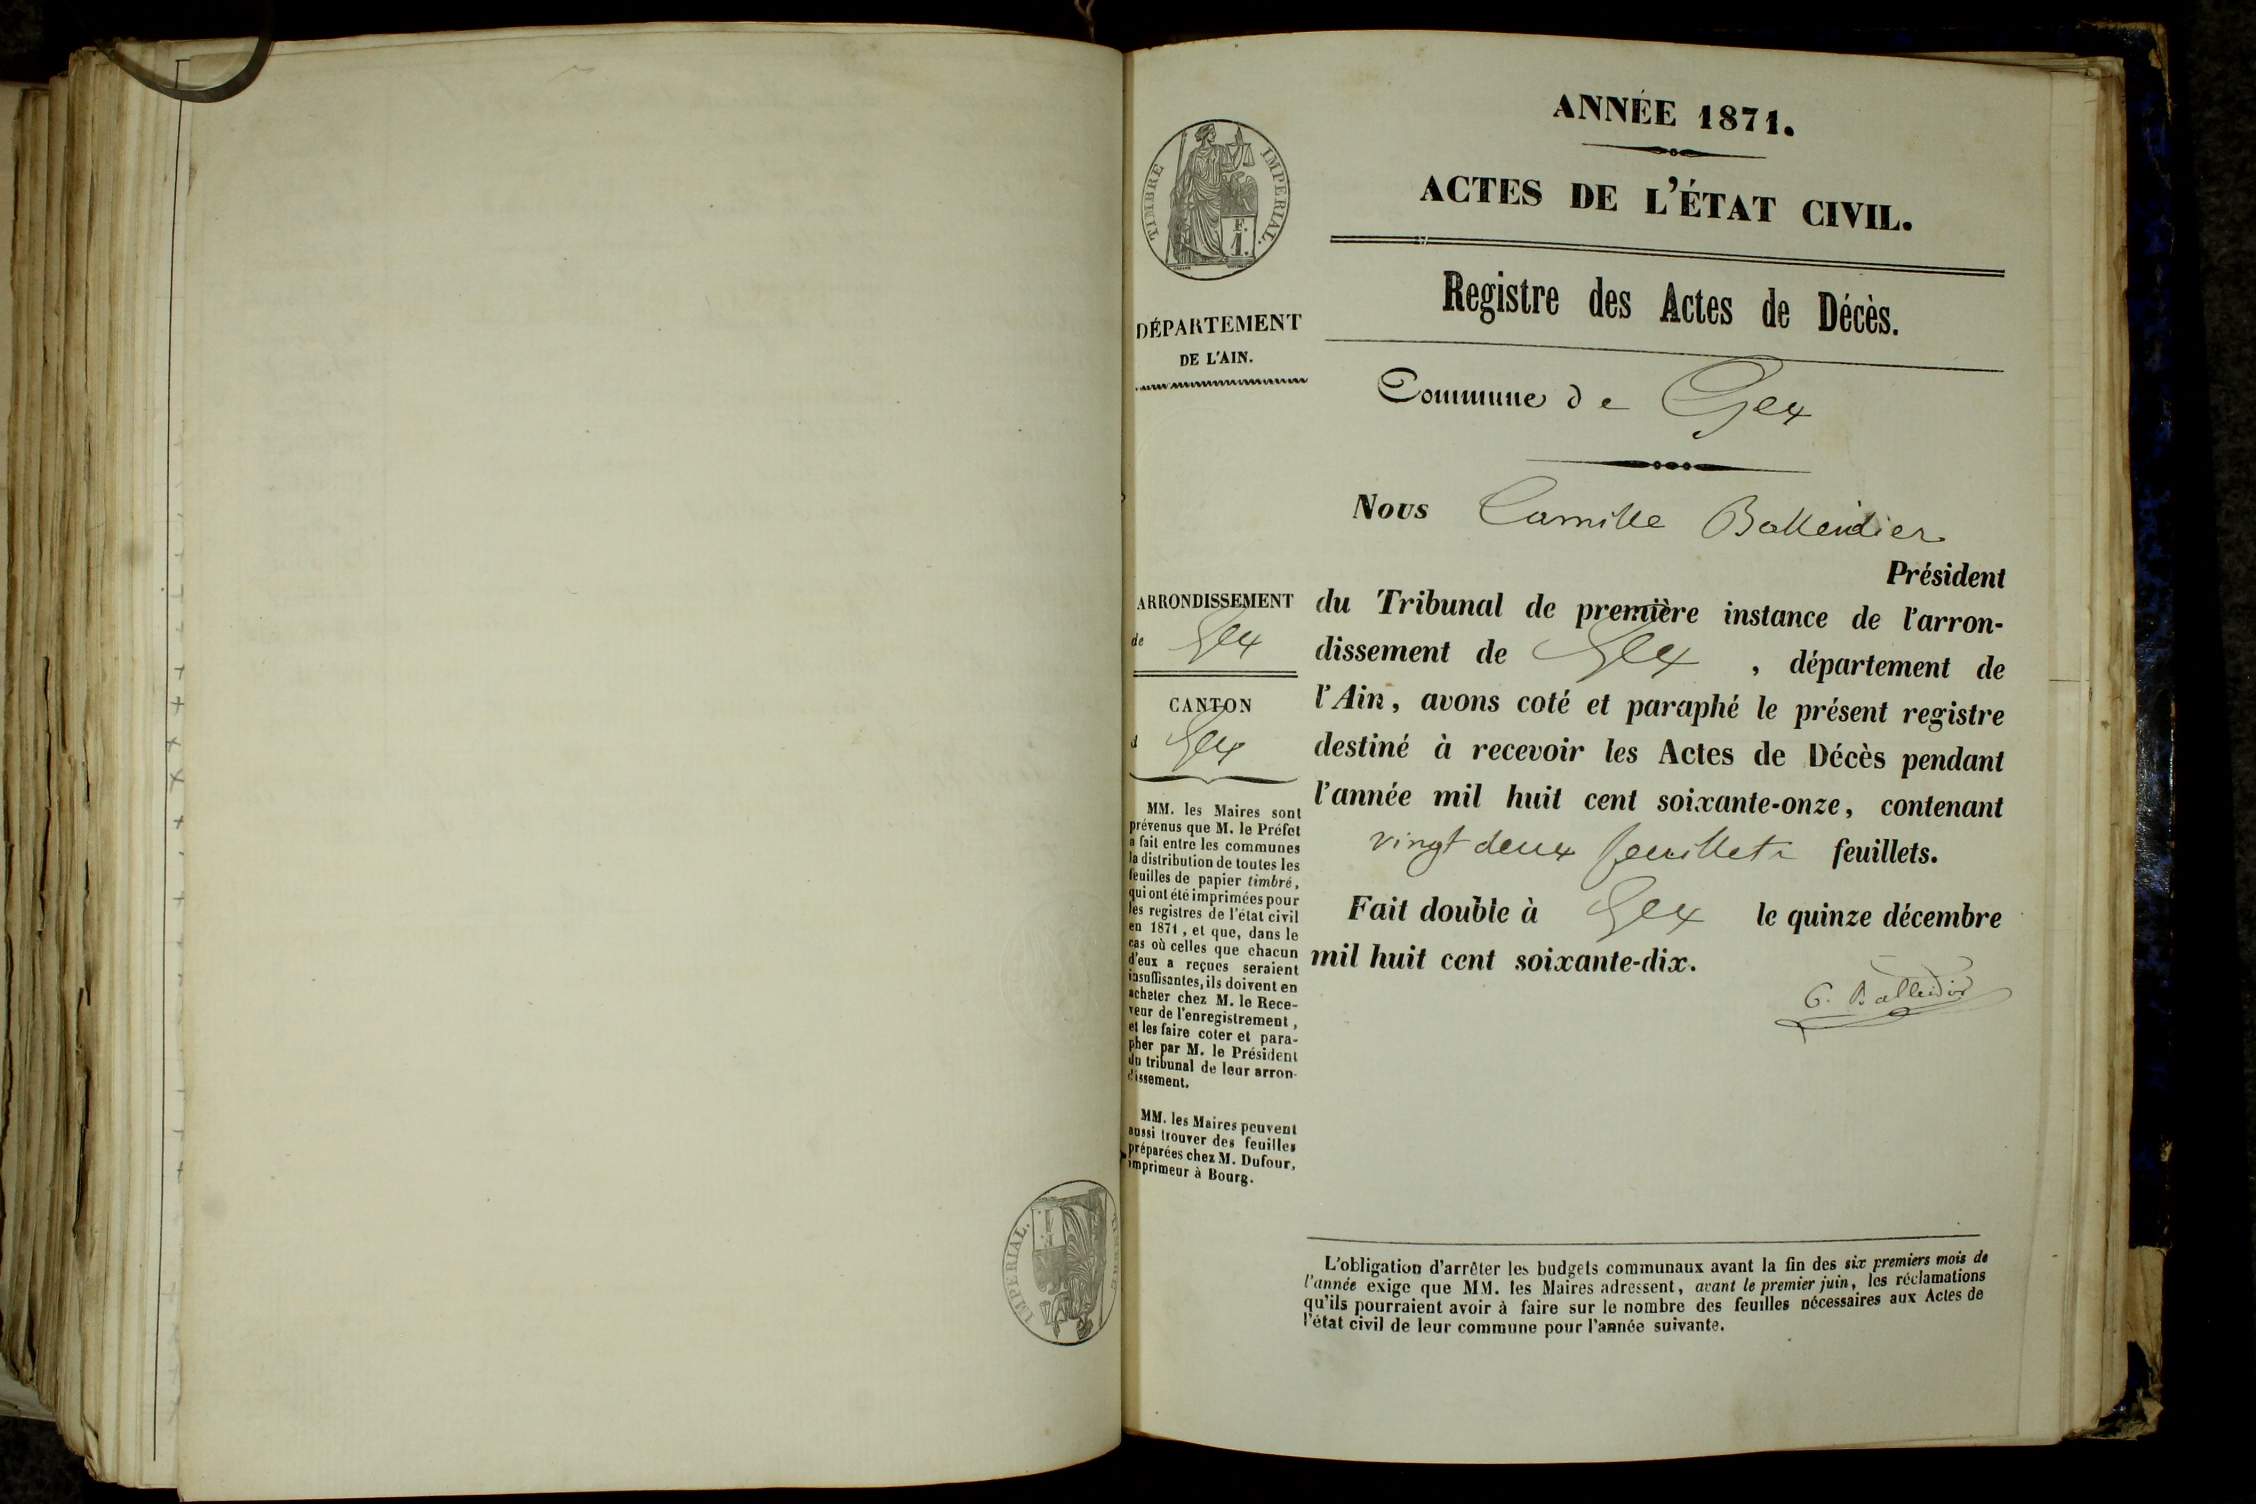 ANNÉE 1871.
ACTES DE L'ÉTAT CIVIL.
Registre des Actes de Décès.
TIMBRE IMPERIAL.
F.
1.
DÉPARTEMENT
DE L'AIN.
Commune de Gex
Nous Camille Balleidier
Président
du Tribunal de première instance de l'arron-
dissement de Gex , département de
l'Ain, avons coté et paraphé le présent registre
destiné à recevoir les Actes de Décès pendant
l'année mil huit cent soixante-onze, contenant
vingt deux feuillets feuillets.
Fait double à Gex le quinze décembre
mil huit cent soixante-dix.
C. Balleidier
ARRONDISSEMENT
de Gex
CANTON
d Gex
MM. les Maires sont
prévenus que M. le Préfet
a fait entre les communes
la distribution de toutes les
feuilles de papier timbré,
qui ont été imprimées pour
les registres de l'état civil
en 1871, et que, dans le
cas où celles que chacun
d'eux a reçues seraient
insuffisantes, ils doivent en
acheter chez M. le Rece-
veur de l'enregistrement,
et les faire coter et para-
pher par M. le Président
du tribunal de leur arron-
dissement.
MM. les Maires peuvent
aussi trouver des feuilles
préparées chez M. Dufour,
imprimeur à Bourg.
L'obligation d'arrêter les budgets communaux avant la fin des six premiers mois de
l'année exige que MM. les Maires adressent, avant le premier juin, les réclamations
qu'ils pourraient avoir à faire sur le nombre des feuilles nécessaires aux Actes de
l'état civil de leur commune pour l'année suivante.
IMPERIAL.